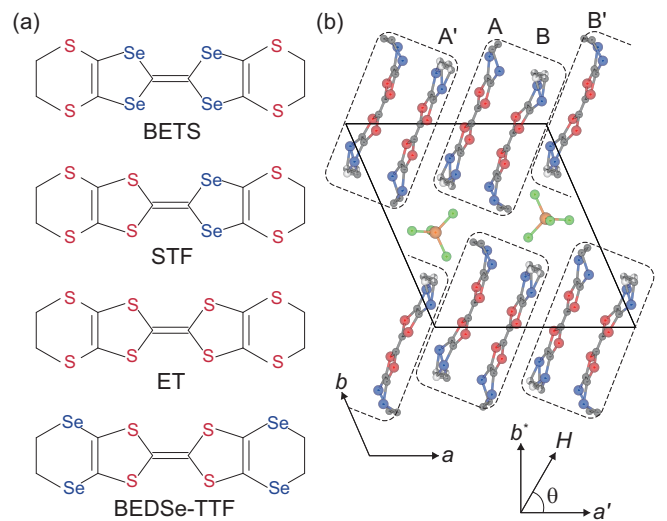 (a)
S Se Se S
S Se Se S
BETS
S S Se S
S S Se S
STF
S S S S
S S S S
ET
Se S S Se
Se S S Se
BEDSe-TTF
(b)
A' A B B'
b
a
b*
H
θ
a'